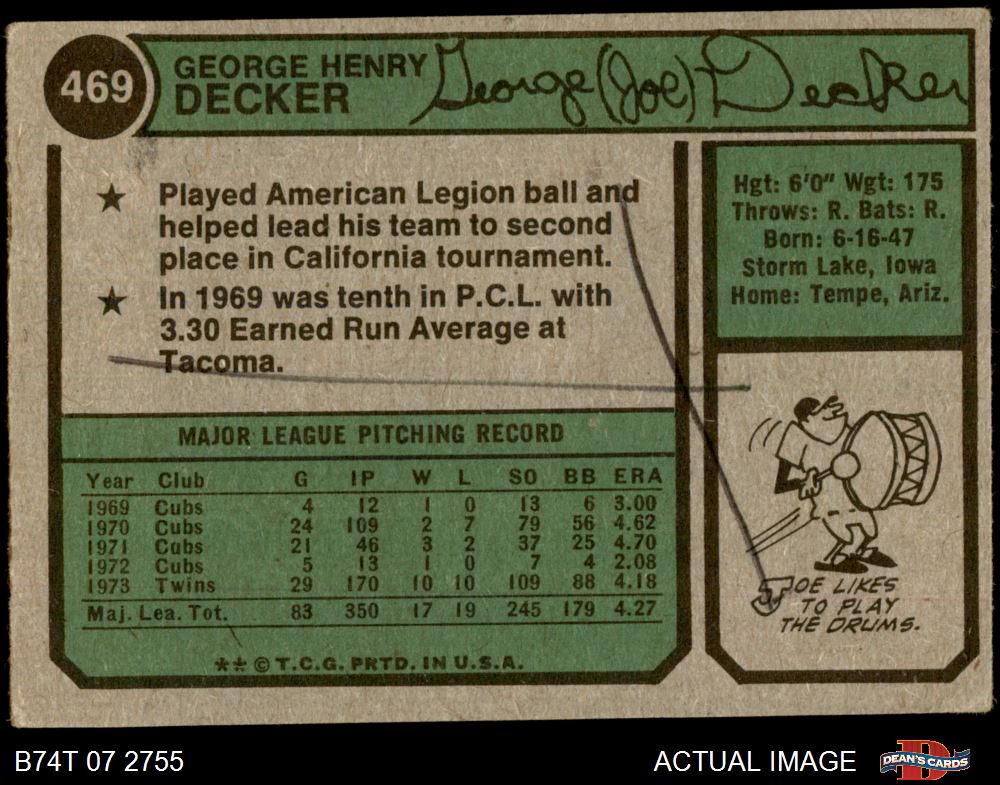 469
GEORGE HENRY
DECKER
George (Joe) Decker
★ Played American Legion ball and
helped lead his team to second
place in California tournament.
★ In 1969 was tenth in P.C.L. with
3.30 Earned Run Average at
Tacoma.
Hgt: 6'0" Wgt: 175
Throws: R. Bats: R.
Born: 6-16-47
Storm Lake, Iowa
Home: Tempe, Ariz.
MAJOR LEAGUE PITCHING RECORD
Year Club G IP W L SO BB ERA
1969 Cubs 4 12 1 0 13 6 3.00
1970 Cubs 24 109 2 7 79 56 4.62
1971 Cubs 21 46 3 2 37 25 4.70
1972 Cubs 5 13 1 0 7 4 2.08
1973 Twins 29 170 10 10 109 88 4.18
Maj. Lea. Tot. 83 350 17 19 245 179 4.27
** © T.C.G. PRTD. IN U.S.A.
JOE LIKES
TO PLAY
THE DRUMS.
B74T 07 2755
ACTUAL IMAGE
DEAN'S CARDS